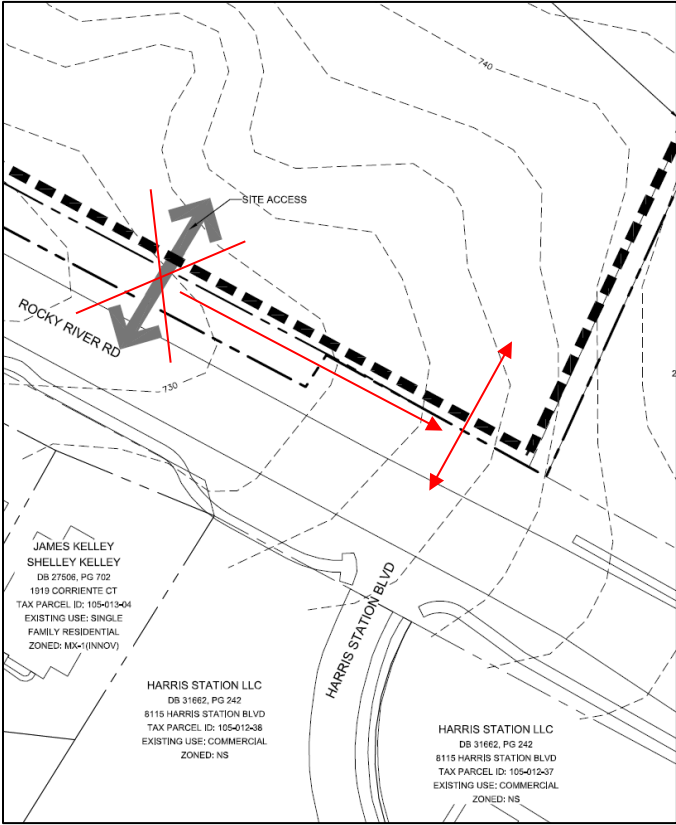 740
SITE ACCESS
ROCKY RIVER RD
730
2
JAMES KELLEY
SHELLEY KELLEY
DB 27506, PG 702
1919 CORRIENTE CT
TAX PARCEL ID: 105-013-04
EXISTING USE: SINGLE
FAMILY RESIDENTIAL
ZONED: MX-1(INNOV)
HARRIS STATION BLVD
HARRIS STATION LLC
DB 31662, PG 242
8115 HARRIS STATION BLVD
TAX PARCEL ID: 105-012-38
EXISTING USE: COMMERCIAL
ZONED: NS
HARRIS STATION LLC
DB 31662, PG 242
8115 HARRIS STATION BLVD
TAX PARCEL ID: 105-012-37
EXISTING USE: COMMERCIAL
ZONED: NS